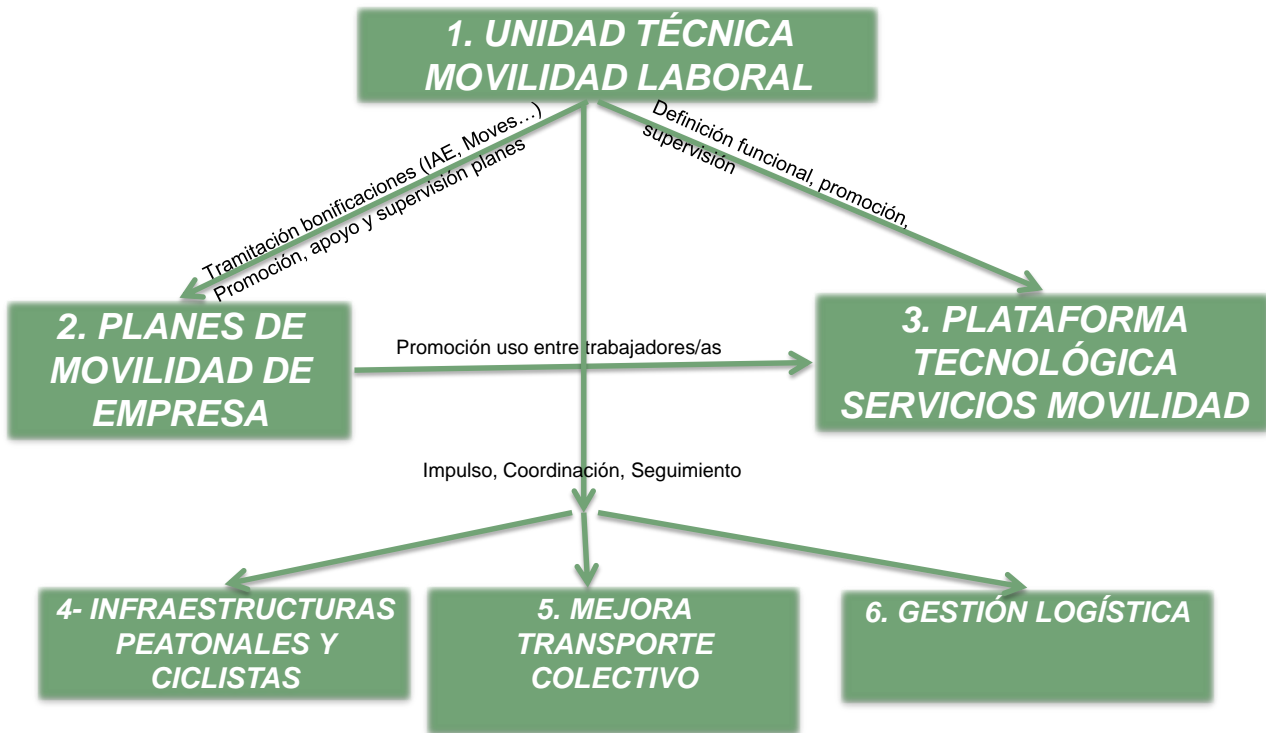 1. UNIDAD TÉCNICA
MOVILIDAD LABORAL
Tramitación bonificaciones (IAE, Moves…)
Promoción, apoyo y supervisión planes
Definición funcional, promoción,
supervisión
2. PLANES DE
MOVILIDAD DE
EMPRESA
Promoción uso entre trabajadores/as
3. PLATAFORMA
TECNOLÓGICA
SERVICIOS MOVILIDAD
Impulso, Coordinación, Seguimiento
4- INFRAESTRUCTURAS
PEATONALES Y
CICLISTAS
5. MEJORA
TRANSPORTE
COLECTIVO
6. GESTIÓN LOGÍSTICA